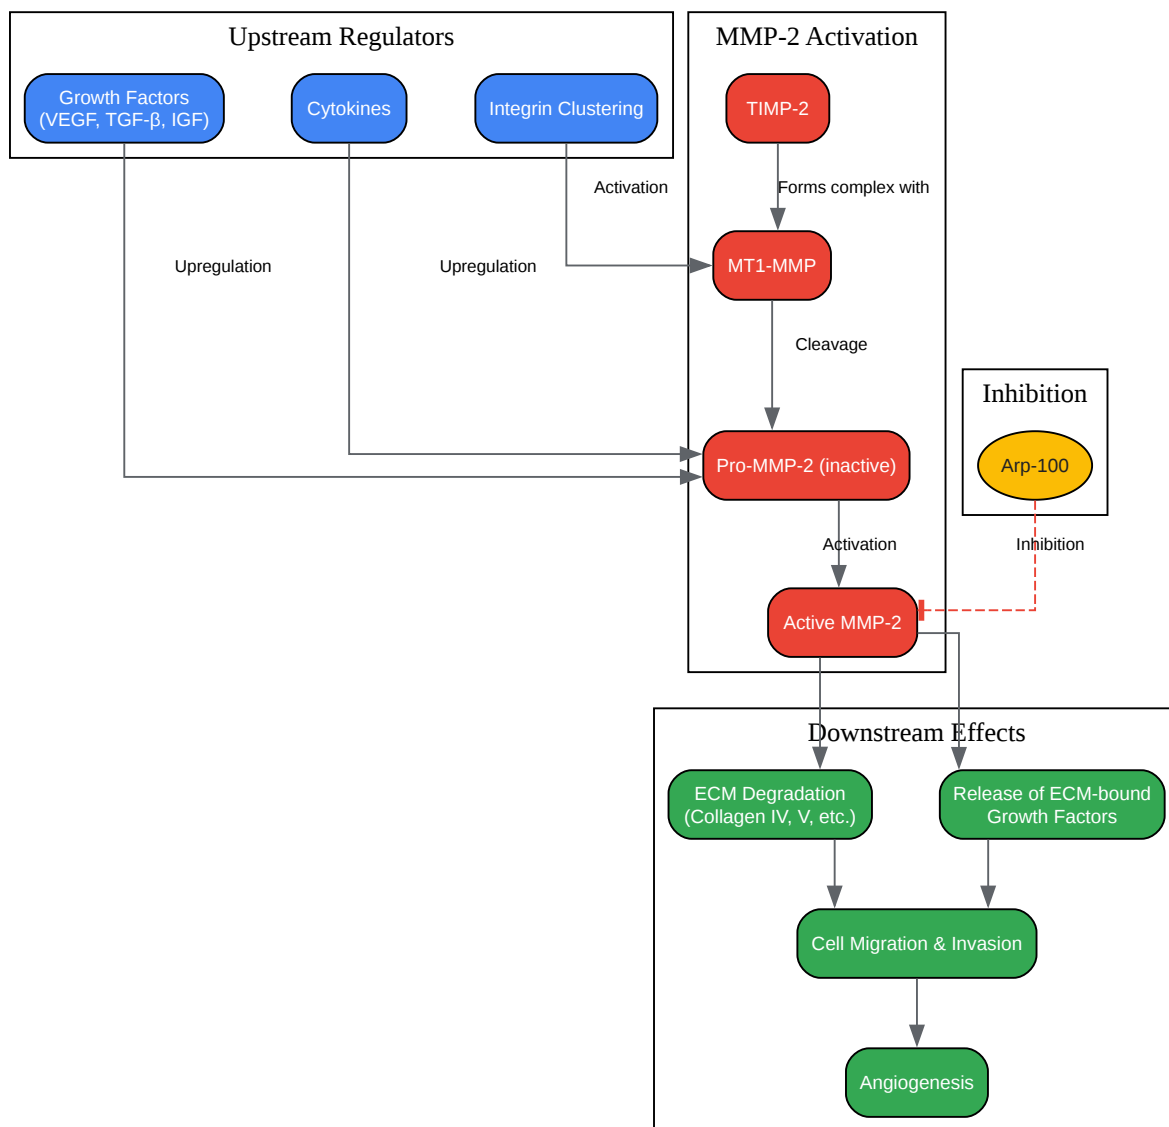 Upstream Regulators
MMP-2 Activation
Growth Factors
(VEGF, TGF-β, IGF)
Cytokines
Integrin Clustering
TIMP-2
Activation
Forms complex with
Upregulation
Upregulation
MT1-MMP
Cleavage
Inhibition
Pro-MMP-2 (inactive)
Arp-100
Activation
Inhibition
Active MMP-2
Downstream Effects
ECM Degradation
(Collagen IV, V, etc.)
Release of ECM-bound
Growth Factors
Cell Migration & Invasion
Angiogenesis